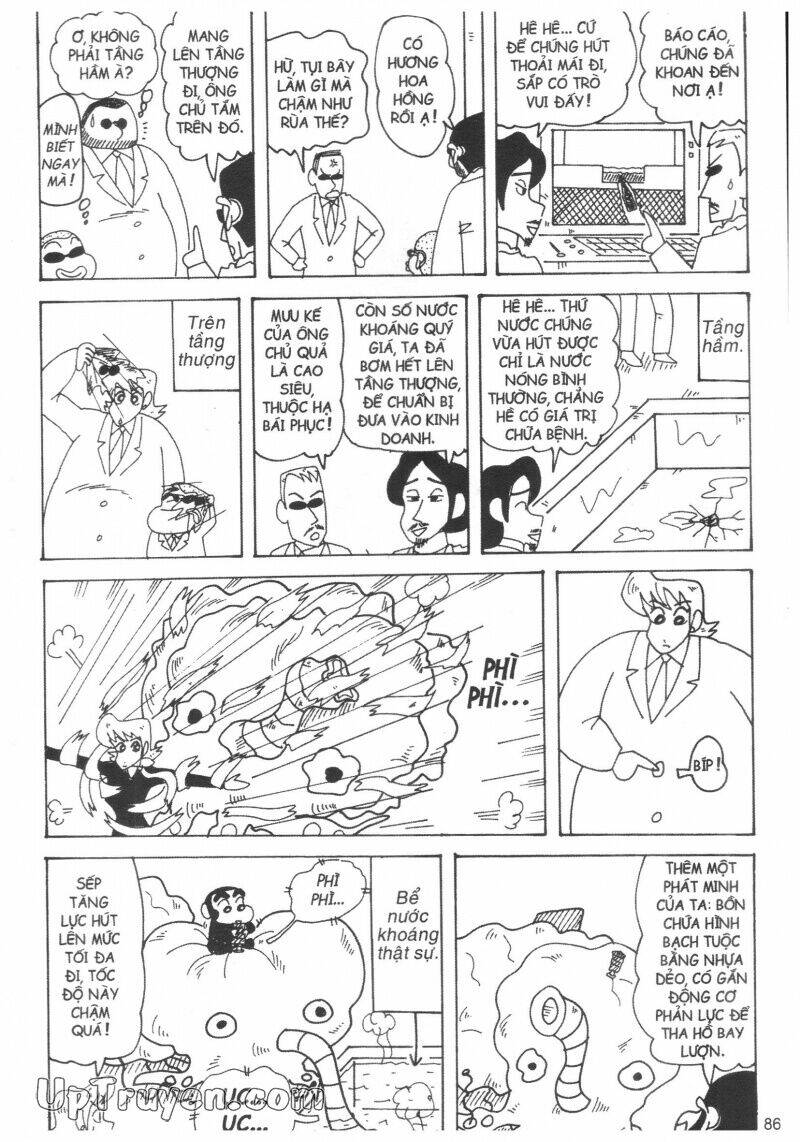 BÁO CÁO,
CHÚNG ĐÃ
KHOAN ĐẾN
NƠI Ạ!
HÊ HÊ... CỨ
ĐỂ CHÚNG HÚT
THOẢI MÁI ĐI,
SẮP CÓ TRÒ
VUI ĐẤY!
CÓ
HƯƠNG
HOA
HỒNG
RỒI Ạ!
HỪ, TỤI BÂY
LÀM GÌ MÀ
CHẬM NHƯ
RÙA THẾ?
MANG
LÊN TẦNG
THƯỢNG
ĐI, ÔNG
CHỦ TẮM
TRÊN ĐÓ.
Ơ, KHÔNG
PHẢI TẦNG
HẦM À?
MÌNH
BIẾT
NGAY
MÀ!
Tầng
hầm.
HÊ HÊ... THỨ
NƯỚC CHÚNG
VỪA HÚT ĐƯỢC
CHỈ LÀ NƯỚC
NÓNG BÌNH
THƯỜNG, CHẲNG
HỀ CÓ GIÁ TRỊ
CHỮA BỆNH.
CÒN SỐ NƯỚC
KHOÁNG QUÝ
GIÁ, TA ĐÃ
BƠM HẾT LÊN
TẦNG THƯỢNG,
ĐỂ CHUẨN BỊ
ĐƯA VÀO KINH
DOANH.
MƯU KẾ
CỦA ÔNG
CHỦ QUẢ
LÀ CAO
SIÊU,
THUỘC HẠ
BÁI PHỤC!
Trên
tầng
thượng
BÍP!
PHÌ
PHÌ...
THÊM MỘT
PHÁT MINH
CỦA TA: BỒN
CHỨA HÌNH
BẠCH TUỘC
BẰNG NHỰA
DẺO, CÓ GẮN
ĐỘNG CƠ
PHẢN LỰC ĐỂ
THA HỒ BAY
LƯỢN.
Bể
nước
khoáng
thật sự.
PHÌ
PHÌ...
SẾP
TĂNG
LỰC HÚT
LÊN MỨC
TỐI ĐA
ĐI, TỐC
ĐỘ NÀY
CHẬM
QUÁ!
ỰC...
ỰC...
UpTruyen.com
86